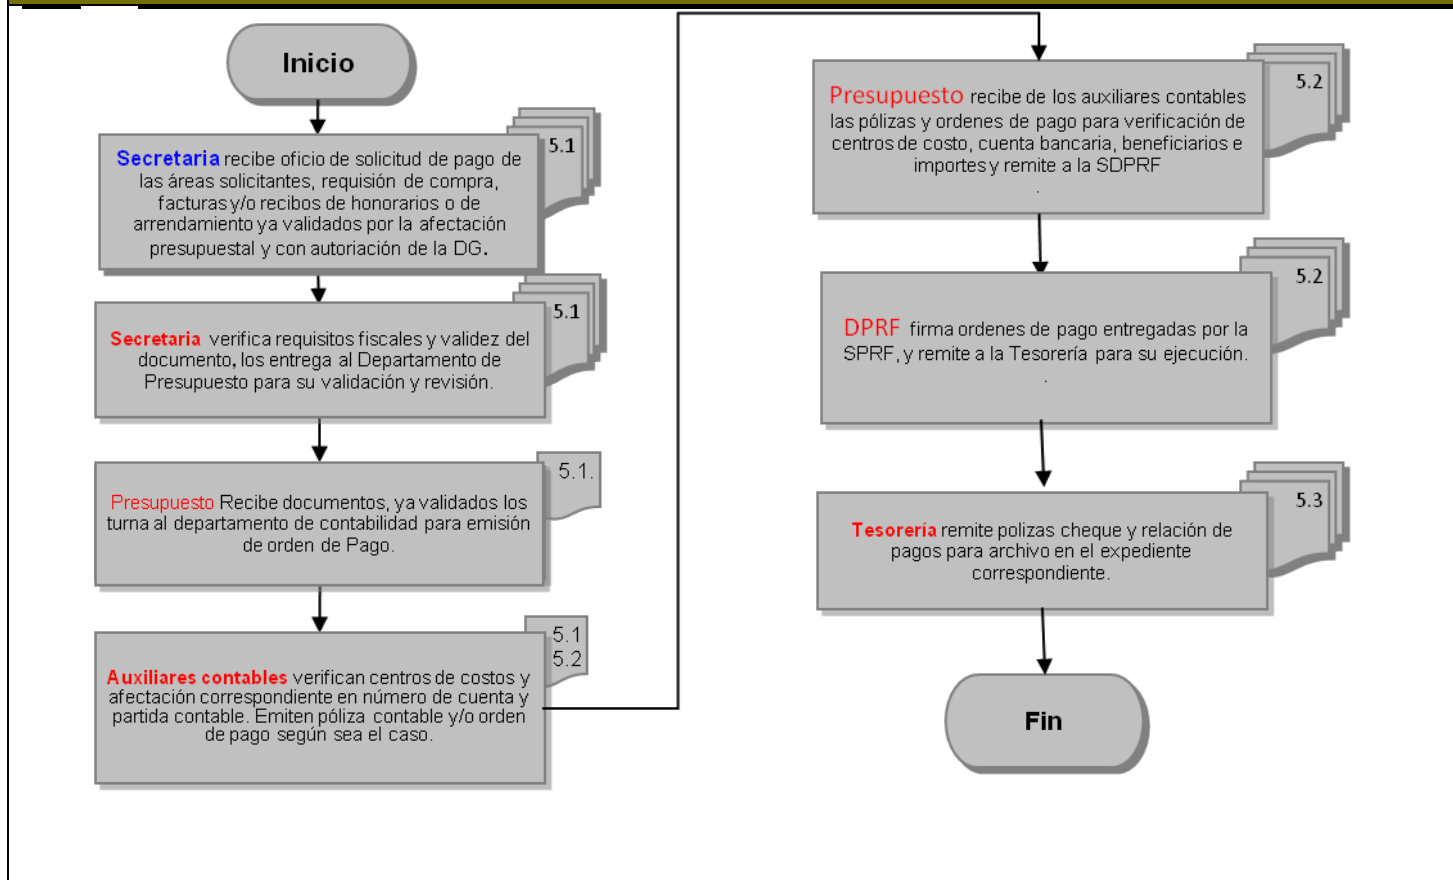 Inicio
5.1
Secretaria recibe oficio de solicitud de pago de
las áreas solicitantes, requisión de compra,
facturas y/o recibos de honorarios o de
arrendamiento ya validados por la afectación
presupuestal y con autoriación de la DG.
5.1
Secretaria verifica requisitos fiscales y validez del
documento, los entrega al Departamento de
Presupuesto para su validación y revisión.
5.1.
Presupuesto Recibe documentos, ya validados los
turna al departamento de contabilidad para emisión
de orden de Pago.
5.1
5.2
Auxiliares contables verifican centros de costos y
afectación correspondiente en número de cuenta y
partida contable. Emiten póliza contable y/o orden
de pago según sea el caso.
5.2
Presupuesto recibe de los auxiliares contables
las pólizas y ordenes de pago para verificación de
centros de costo, cuenta bancaria, beneficiarios e
importes y remite a la SDPRF
.
5.2
DPRF firma ordenes de pago entregadas por la
SPRF, y remite a la Tesorería para su ejecución.
.
5.3
Tesorería remite polizas cheque y relación de
pagos para archivo en el expediente
correspondiente.
Fin